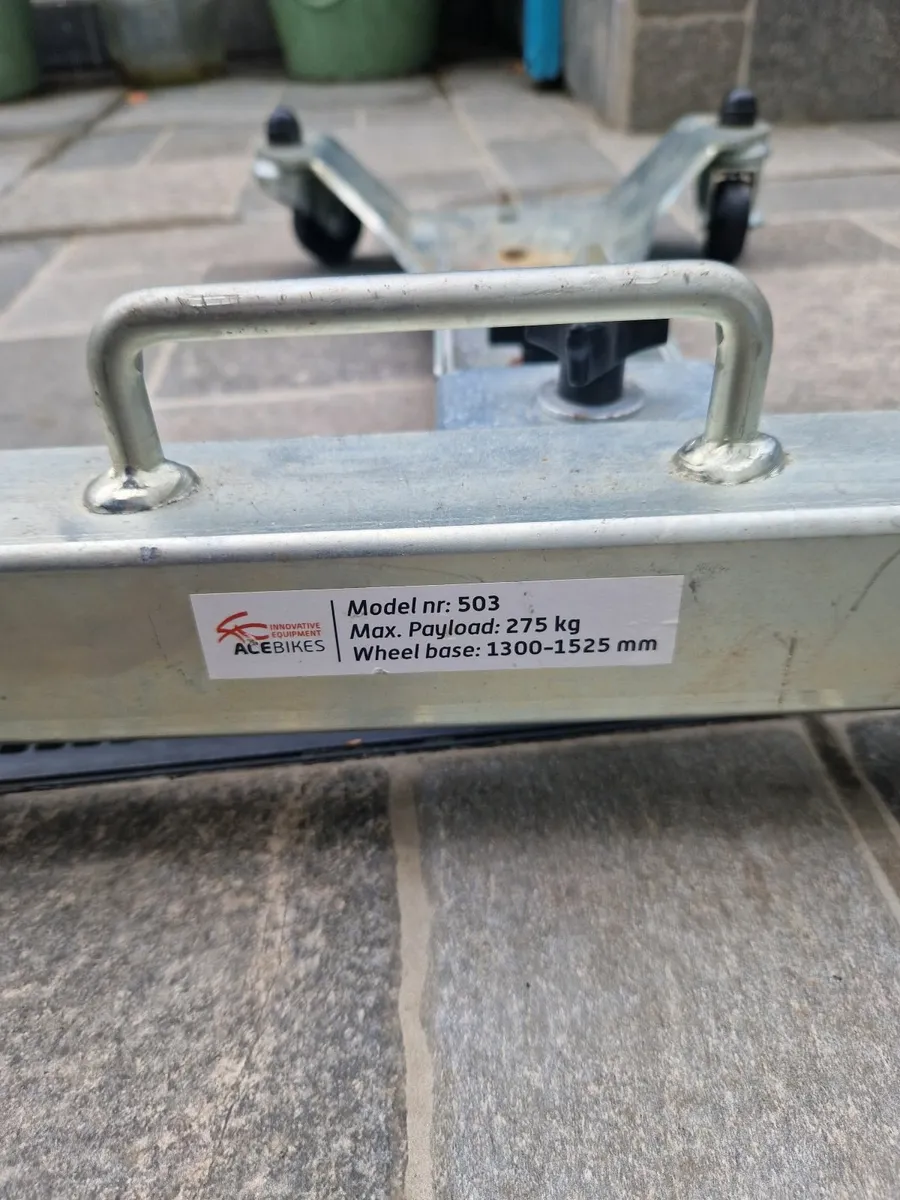 INNOVATIVE
EQUIPMENT
ACEBIKES
Model nr: 503
Max. Payload: 275 kg
Wheel base: 1300-1525 mm